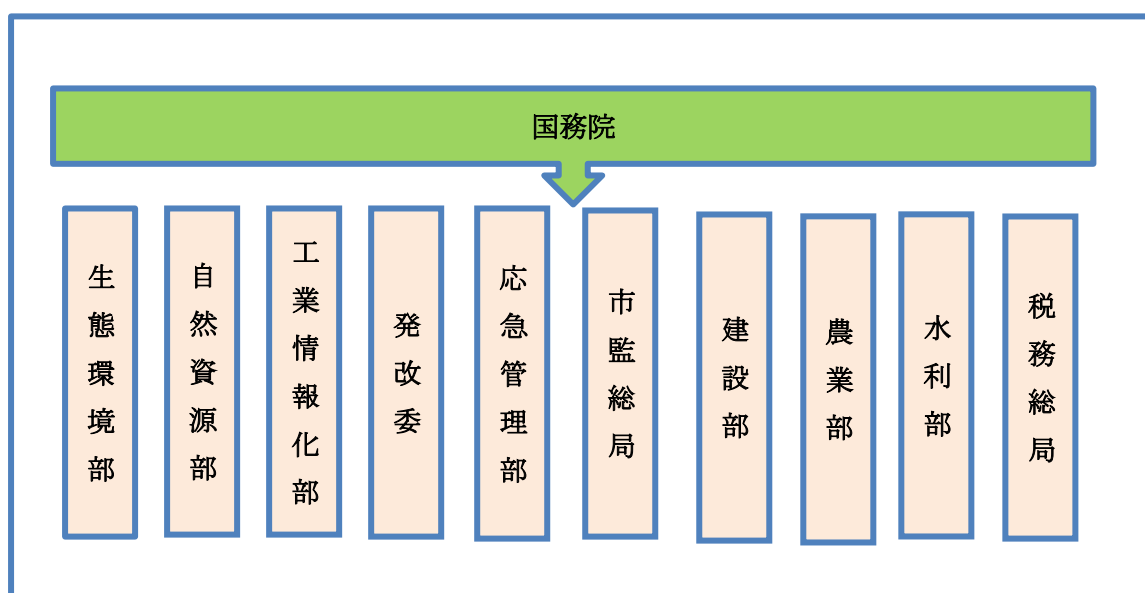 国務院
生態環境部
自然資源部
工業情報化部
発改委
応急管理部
市監総局
建設部
農業部
水利部
税務総局